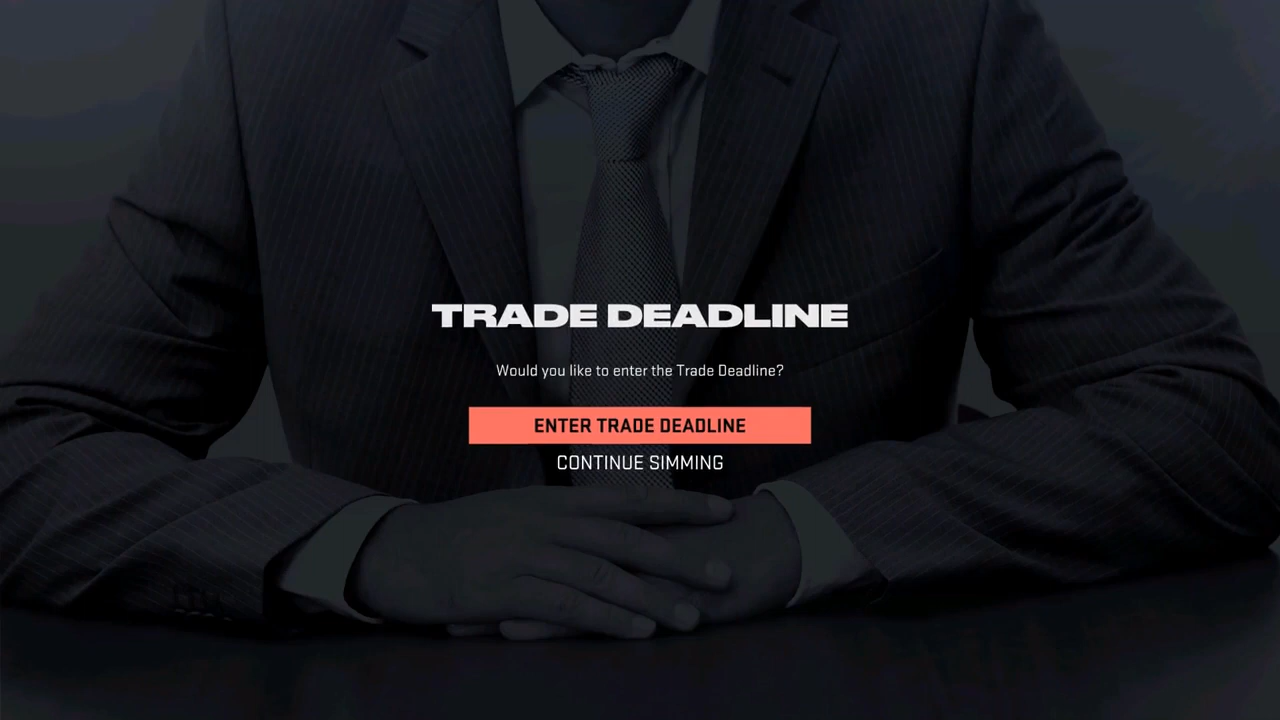 TRADE DEADLINE
Would you like to enter the Trade Deadline?
ENTER TRADE DEADLINE
CONTINUE SIMMING